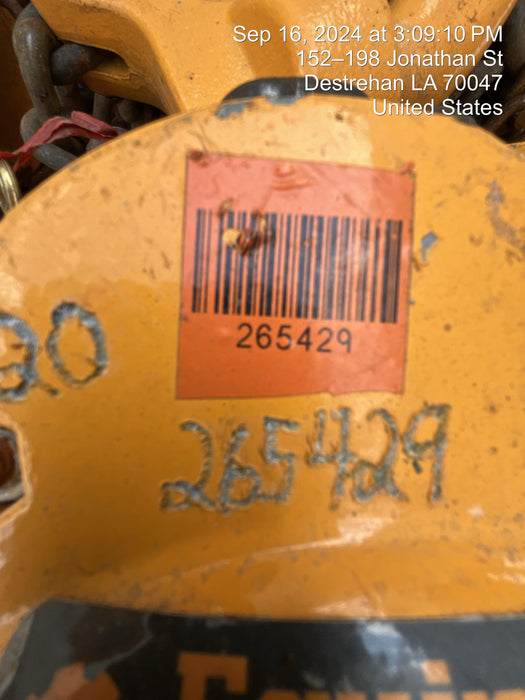 Sep 16, 2024 at 3:09:10 PM
152–198 Jonathan St
Destrehan LA 70047
United States
265429
20
265429